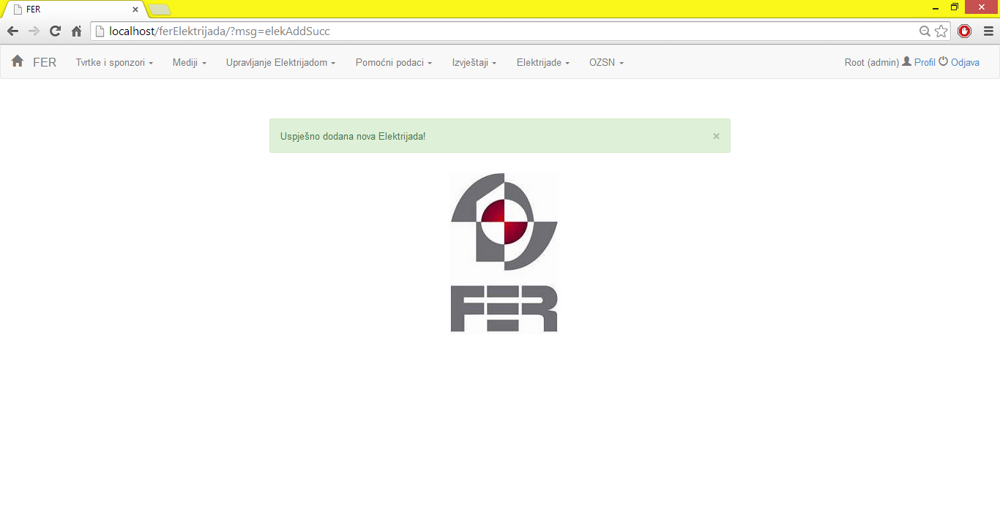 FER
localhost/ferElektrijada/?msg=elekAddSucc
FER Tvrtke i sponzori Mediji Upravljanje Elektrijadom Pomoćni podaci Izvještaji Elektrijade OZSN Root (admin) Profil Odjava
Uspješno dodana nova Elektrijada! ×
FER